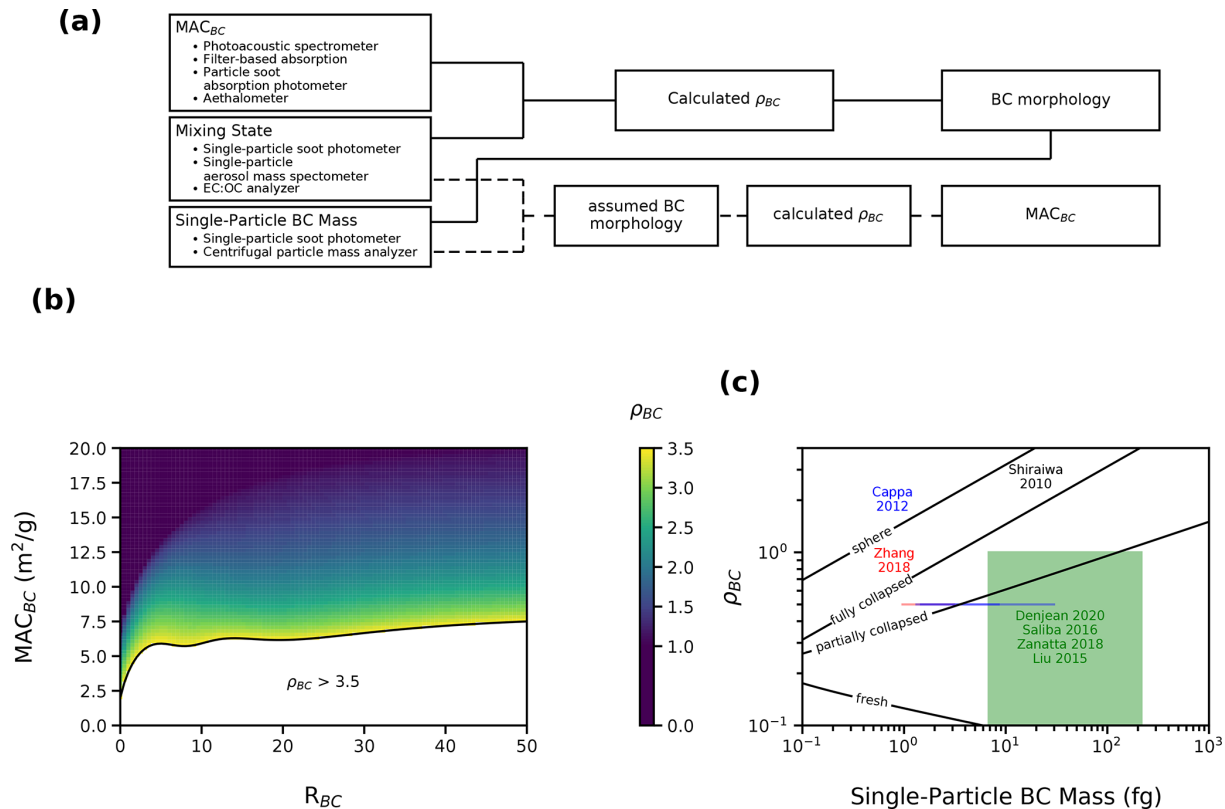 (a)
MAC_BC
• Photoacoustic spectrometer
• Filter-based absorption
• Particle soot
absorption photometer
• Aethalometer
Mixing State
• Single-particle soot photometer
• Single-particle
aerosol mass spectometer
• EC:OC analyzer
Single-Particle BC Mass
• Single-particle soot photometer
• Centrifugal particle mass analyzer
Calculated ρ_BC
BC morphology
assumed BC
morphology
calculated ρ_BC
MAC_BC
(b)
MAC_BC (m²/g)
20.0
17.5
15.0
12.5
10.0
7.5
5.0
2.5
0.0
ρ_BC > 3.5
0 10 20 30 40 50
R_BC
ρ_BC
3.5
3.0
2.5
2.0
1.5
1.0
0.5
0.0
(c)
ρ_BC
10⁰
10⁻¹
Cappa
2012
Shiraiwa
2010
sphere
Zhang
2018
fully collapsed
partially collapsed
fresh
Denjean 2020
Saliba 2016
Zanatta 2018
Liu 2015
10⁻¹ 10⁰ 10¹ 10² 10³
Single-Particle BC Mass (fg)